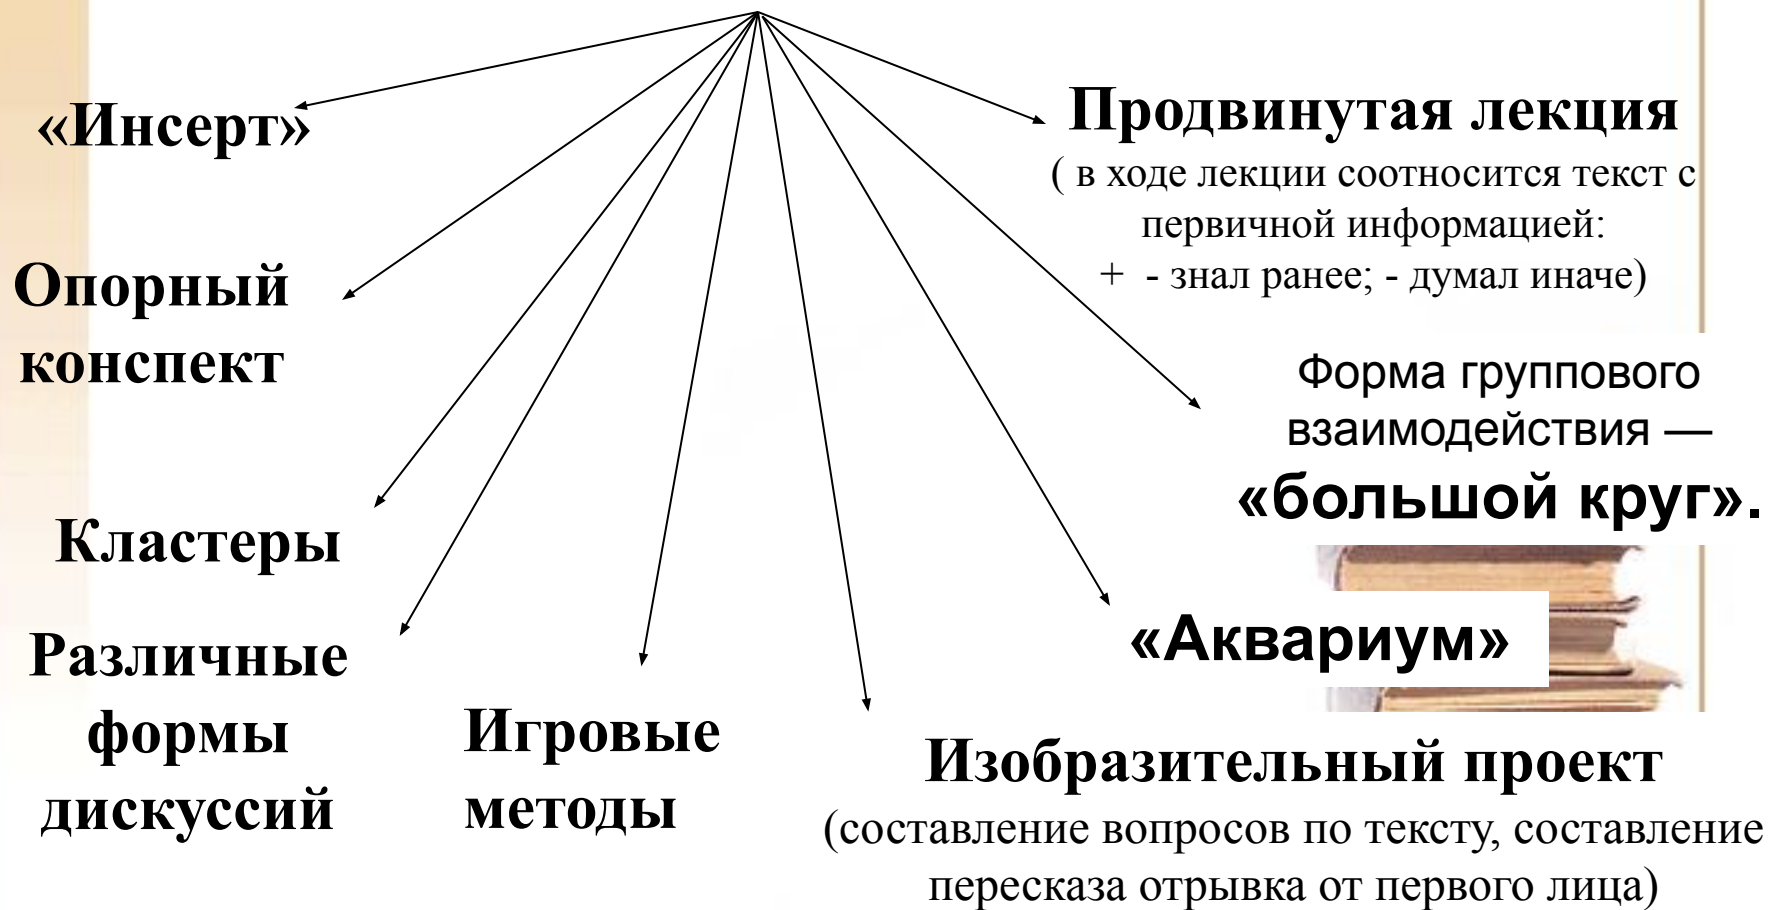 «Инсерт»
Опорный
конспект
Кластеры
Различные
формы
дискуссий
Игровые
методы
Продвинутая лекция
( в ходе лекции соотносится текст с
первичной информацией:
+ - знал ранее; - думал иначе)
Форма группового
взаимодействия —
«большой круг».
«Аквариум»
Изобразительный проект
(составление вопросов по тексту, составление
пересказа отрывка от первого лица)